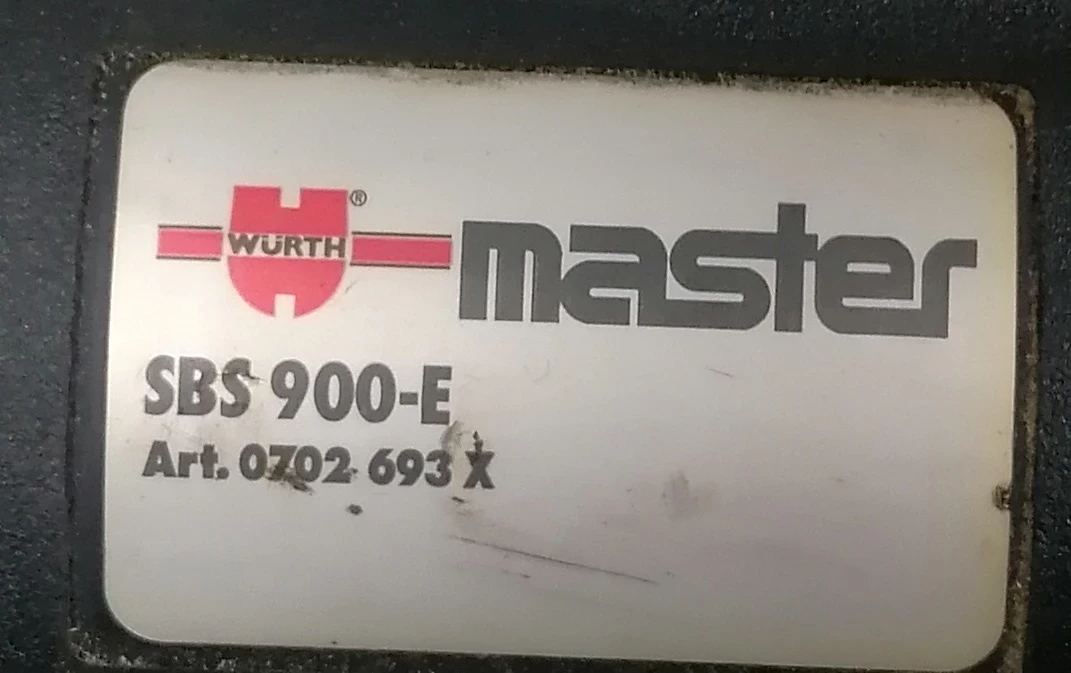 WÜRTH® master
SBS 900-E
Art. 0702 693 X